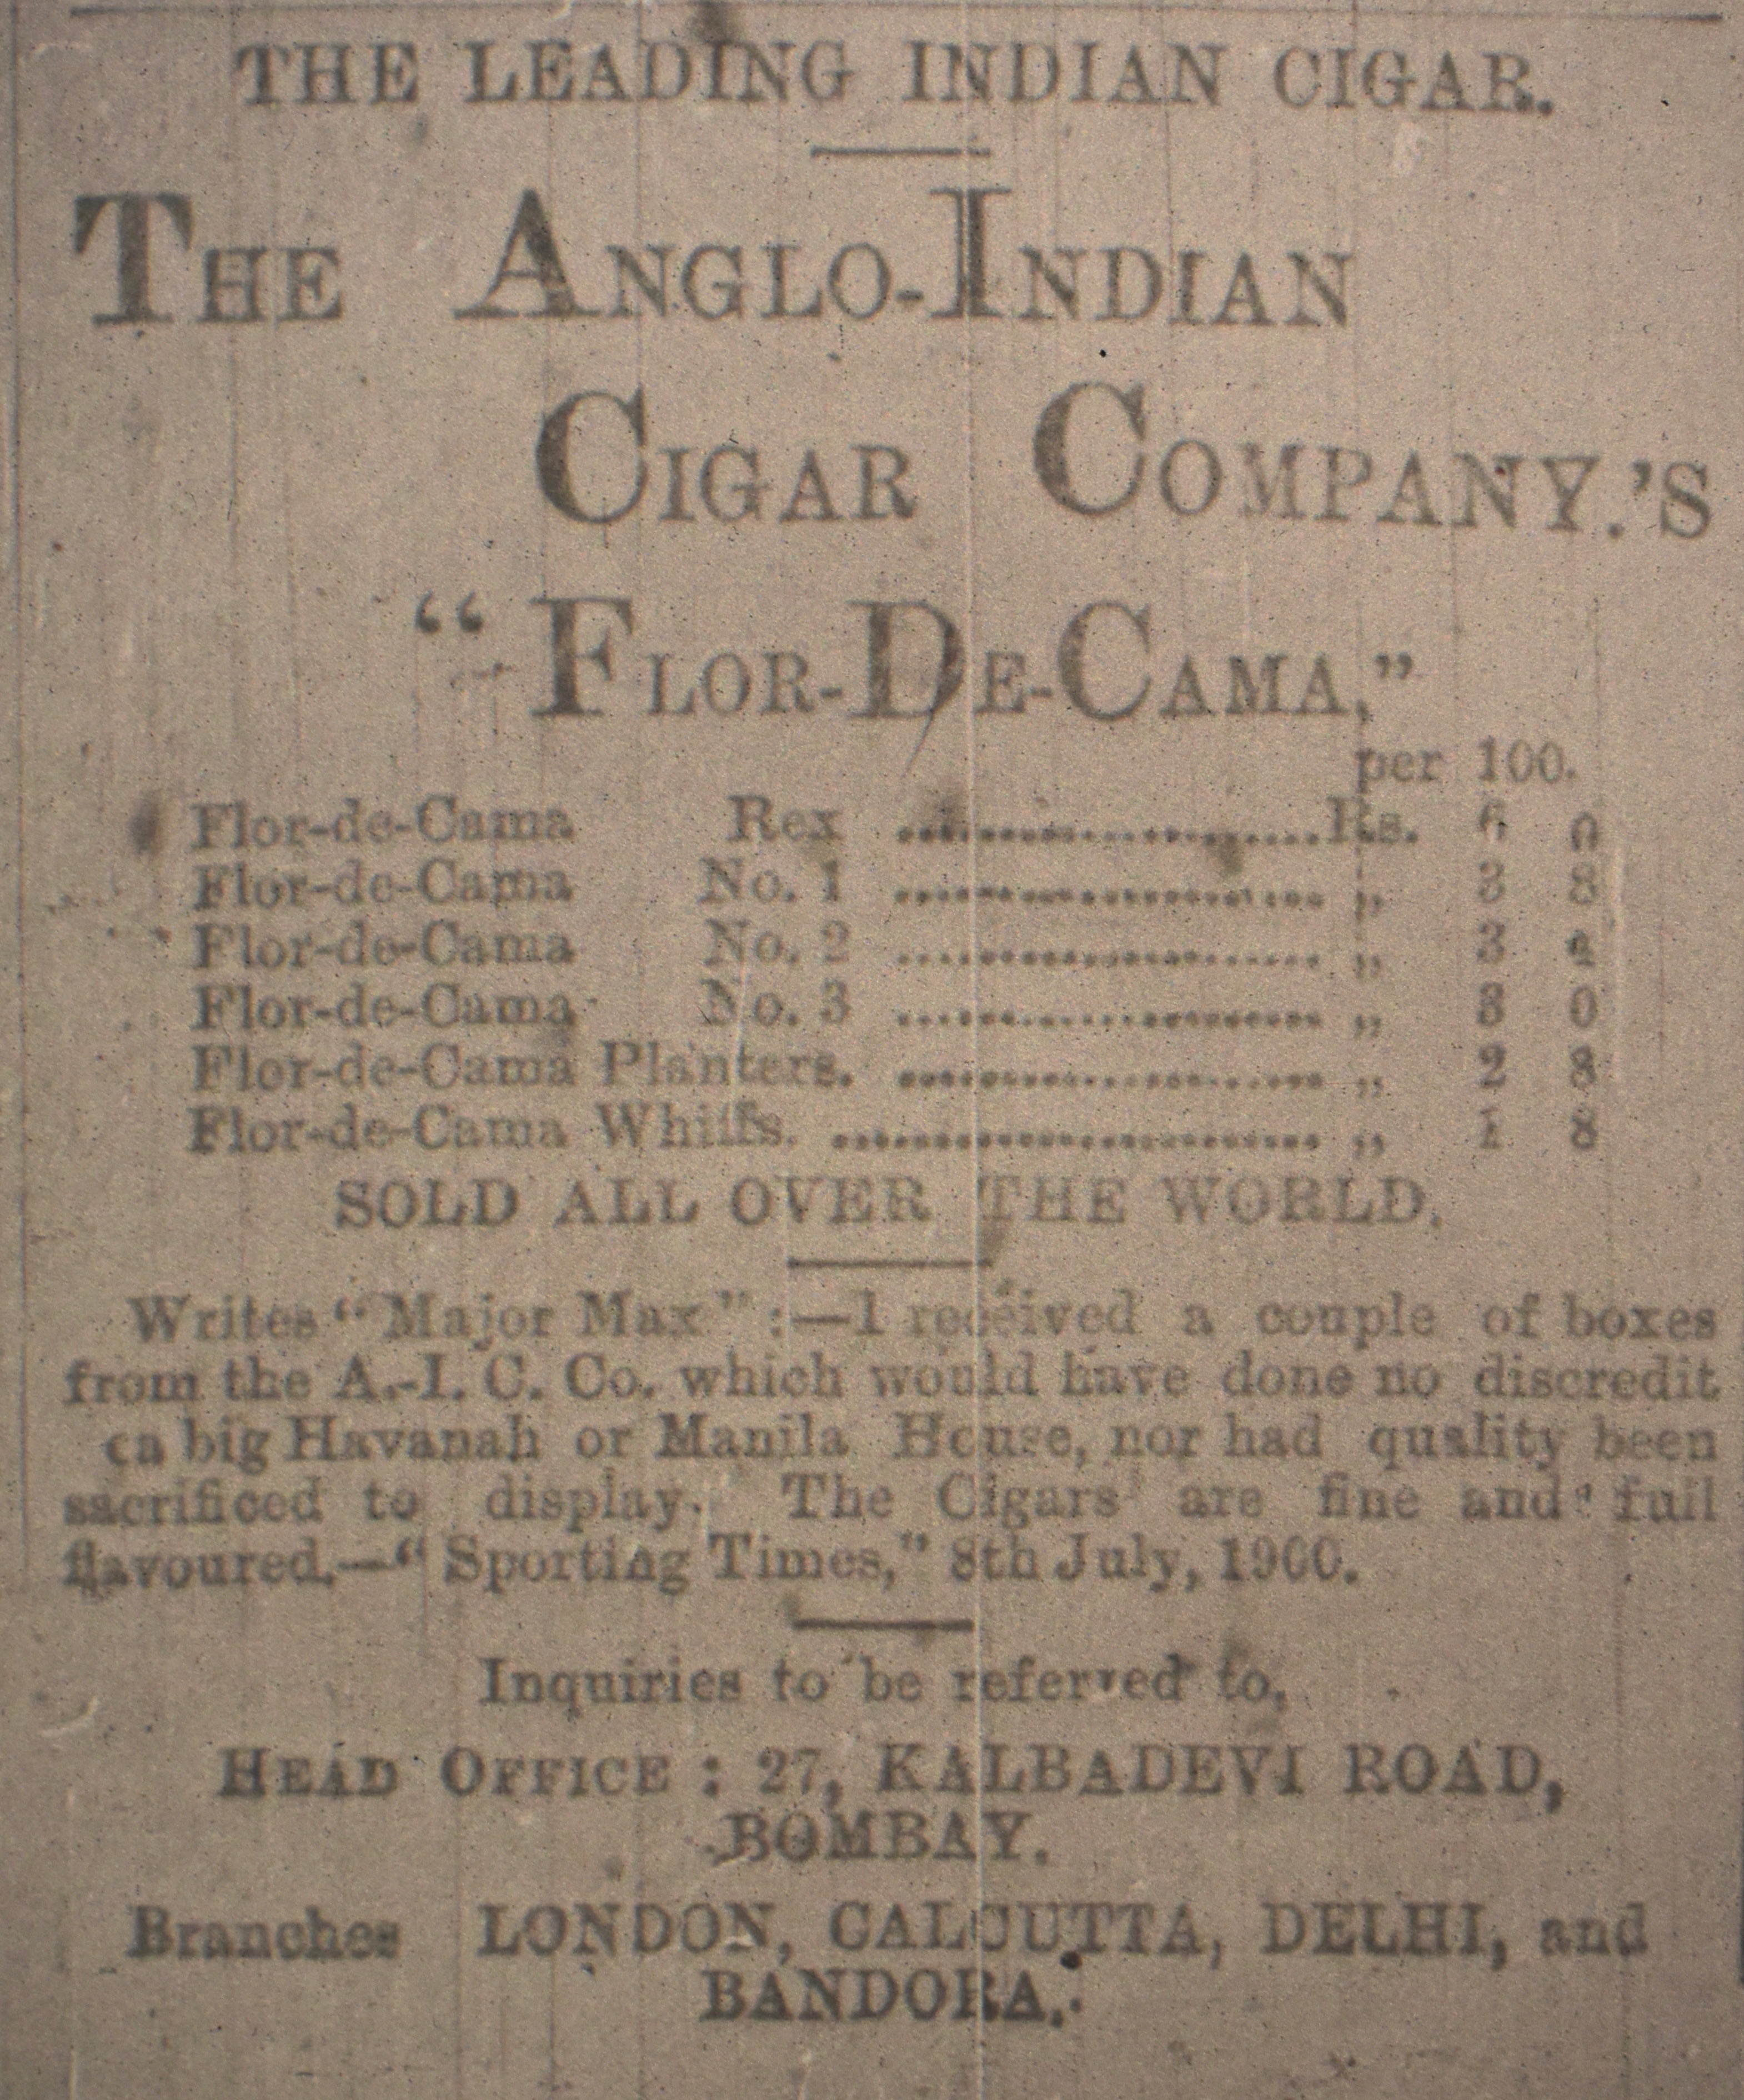 THE LEADING INDIAN CIGAR.
THE ANGLO-INDIAN
CIGAR COMPANY.'S
"FLOR-DE-CAMA,"
per 100.
Flor-de-Cama Rex ........................Rs. 6 0
Flor-de-Cama No. 1 ........................ „ 3 8
Flor-de-Cama No. 2 ........................ „ 3 4
Flor-de-Cama No. 3 ........................ „ 3 0
Flor-de-Cama Planters. ........................ „ 2 8
Flor-de-Cama Whiffs. ........................... „ 1 8
SOLD ALL OVER THE WORLD.
Writes "Major Max" :—I received a couple of boxes
from the A.-I. C. Co. which would have done no discredit
ca big Havanah or Manila House, nor had quality been
sacrificed to display. The Cigars are fine and full
flavoured.—"Sporting Times," 8th July, 1900.
Inquiries to be referred to,
HEAD OFFICE : 27, KALBADEVI ROAD,
BOMBAY.
Branches LONDON, CALCUTTA, DELHI, and
BANDORA.